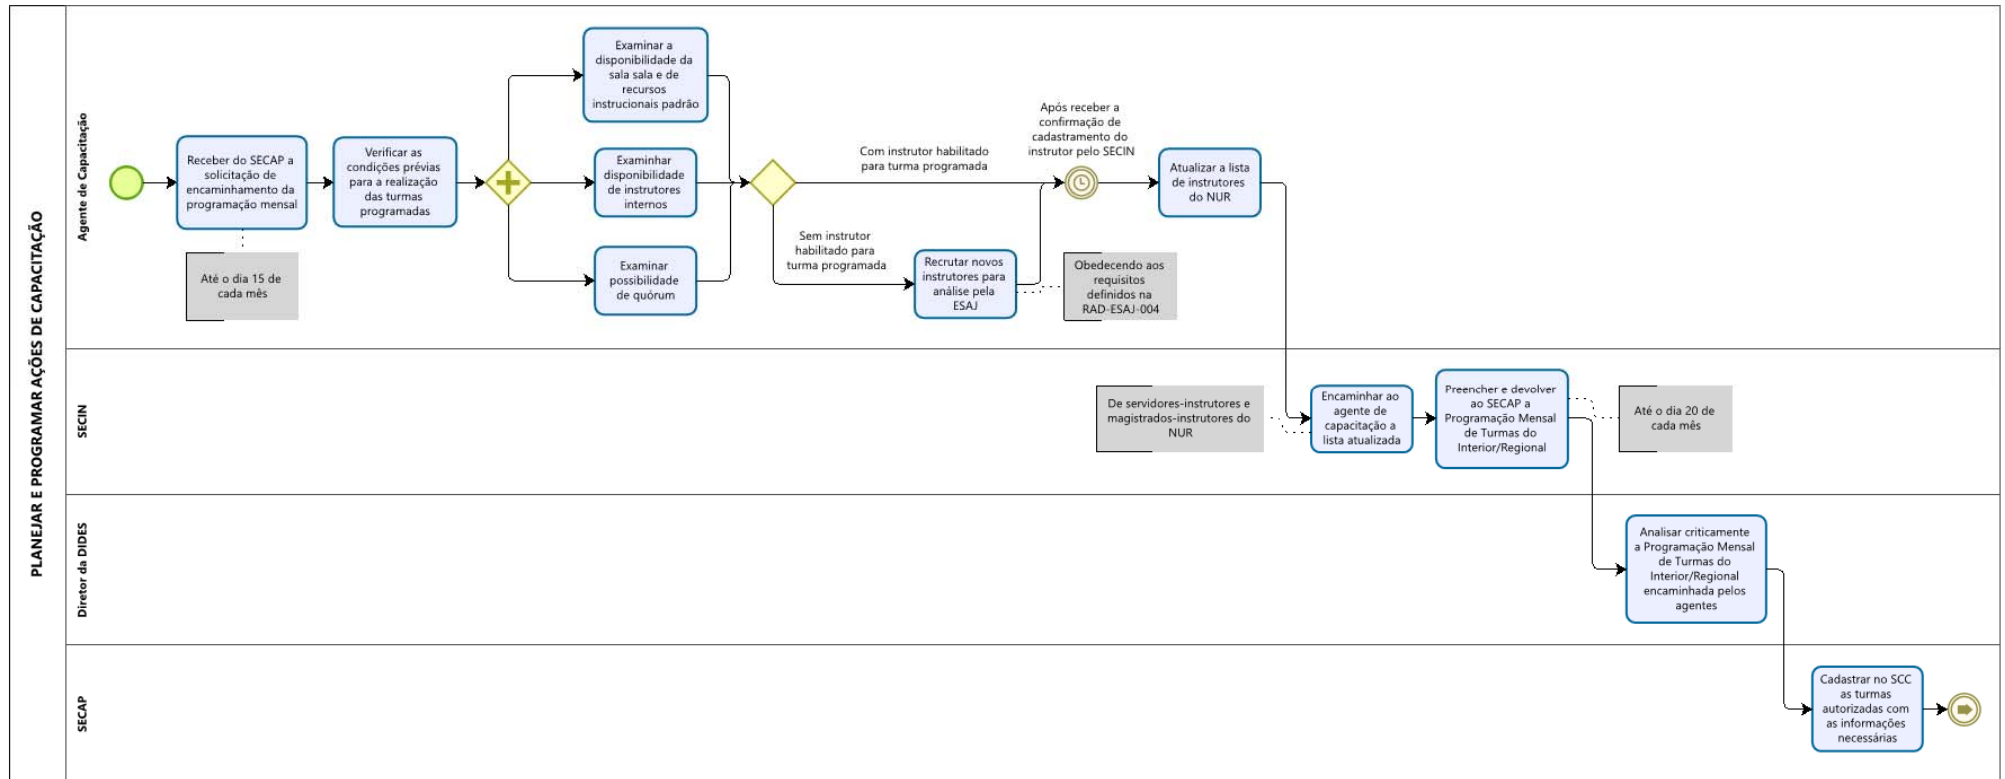 PLANEJAR E PROGRAMAR AÇÕES DE CAPACITAÇÃO
Agente de Capacitação
Receber do SECAP a
solicitação de
encaminhamento da
programação mensal
Até o dia 15 de
cada mês
Verificar as
condições prévias
para a realização
das turmas
programadas
Examinar a
disponibilidade da
sala sala e de
recursos
instrucionais padrão
Examinhar
disponibilidade
de instrutores
internos
Examinar
possibilidade
de quórum
Com instrutor habilitado
para turma programada
Sem instrutor
habilitado para
turma programada
Recrutar novos
instrutores para
análise pela
ESAJ
Obedecendo aos
requisitos
definidos na
RAD-ESAJ-004
Após receber a
confirmação de
cadastramento do
instrutor pelo SECIN
Atualizar a lista
de instrutores
do NUR
SECIN
De servidores-instrutores e
magistrados-instrutores do
NUR
Encaminhar ao
agente de
capacitação a
lista atualizada
Preencher e devolver
ao SECAP a
Programação Mensal
de Turmas do
Interior/Regional
Até o dia 20 de
cada mês
Diretor da DIDES
Analisar criticamente
a Programação Mensal
de Turmas do
Interior/Regional
encaminhada pelos
agentes
SECAP
Cadastrar no SCC
as turmas
autorizadas com
as informações
necessárias